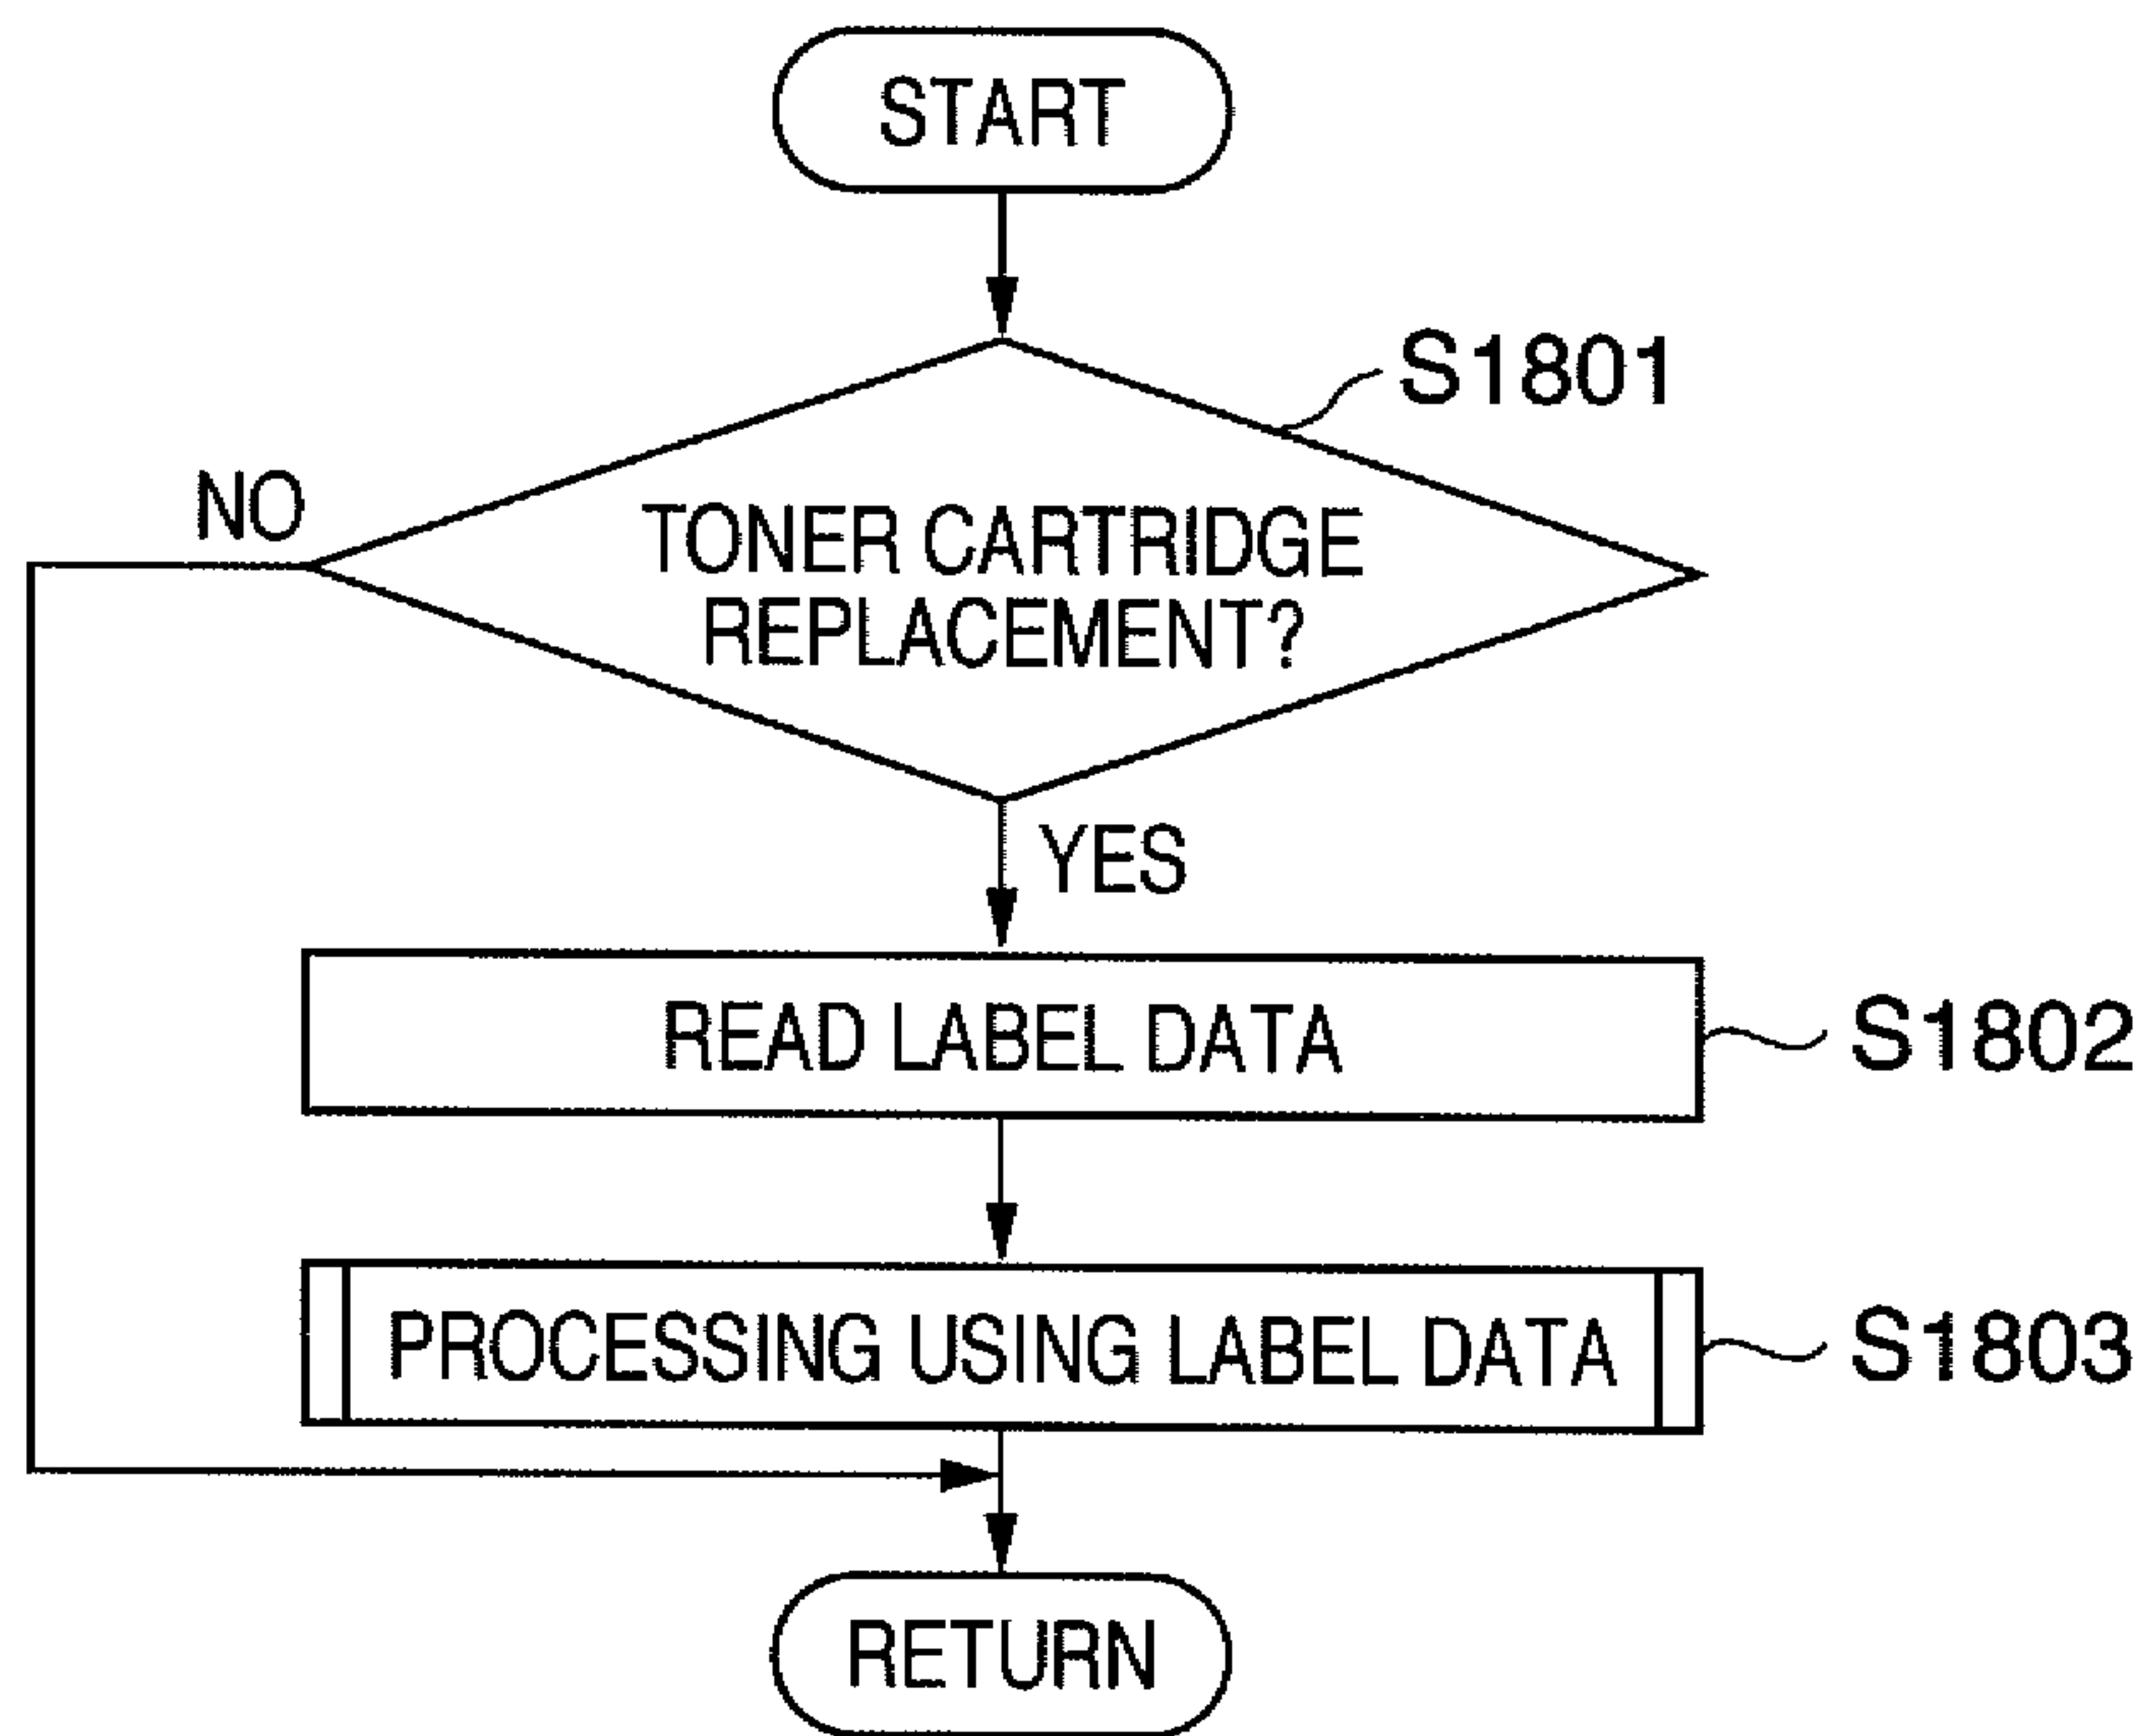 START
S1801
NO
TONER CARTRIDGE
REPLACEMENT?
YES
READ LABEL DATA
S1802
PROCESSING USING LABEL DATA
S1803
RETURN